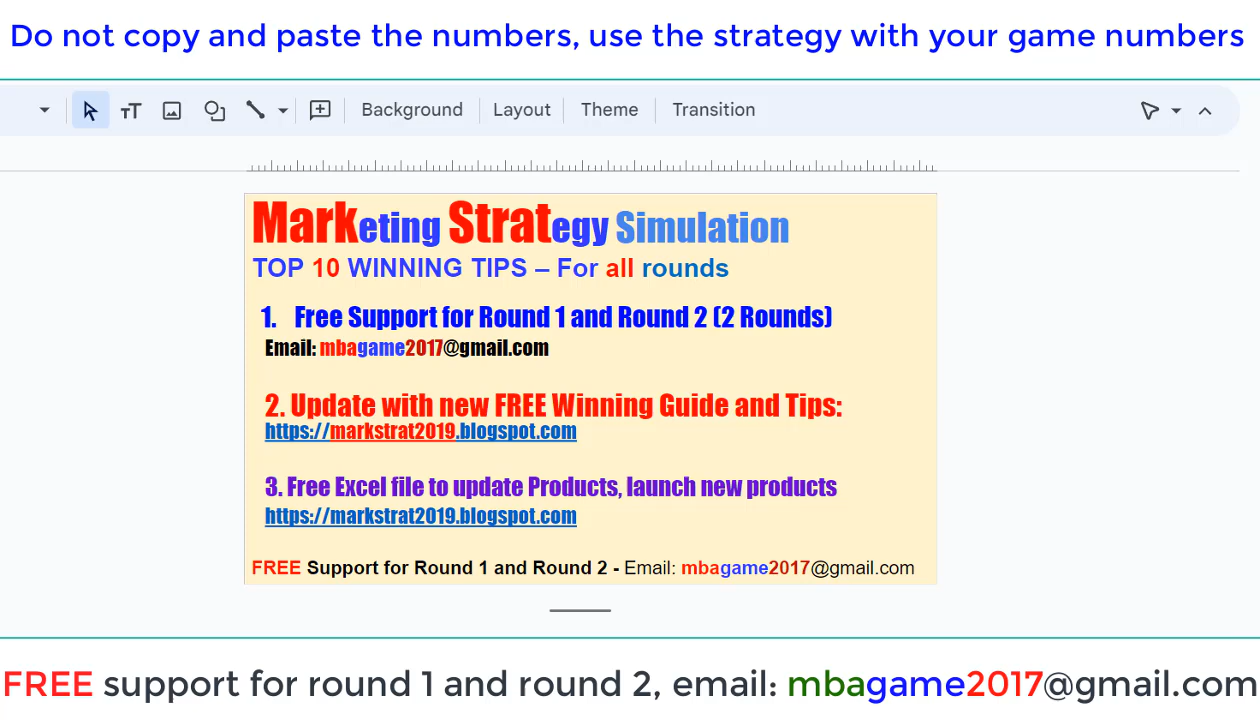 Do not copy and paste the numbers, use the strategy with your game numbers
Background Layout Theme Transition
Marketing Strategy Simulation
TOP 10 WINNING TIPS – For all rounds
1. Free Support for Round 1 and Round 2 (2 Rounds)
Email: mbagame2017@gmail.com
2. Update with new FREE Winning Guide and Tips:
https://markstrat2019.blogspot.com
3. Free Excel file to update Products, launch new products
https://markstrat2019.blogspot.com
FREE Support for Round 1 and Round 2 - Email: mbagame2017@gmail.com
FREE support for round 1 and round 2, email: mbagame2017@gmail.com